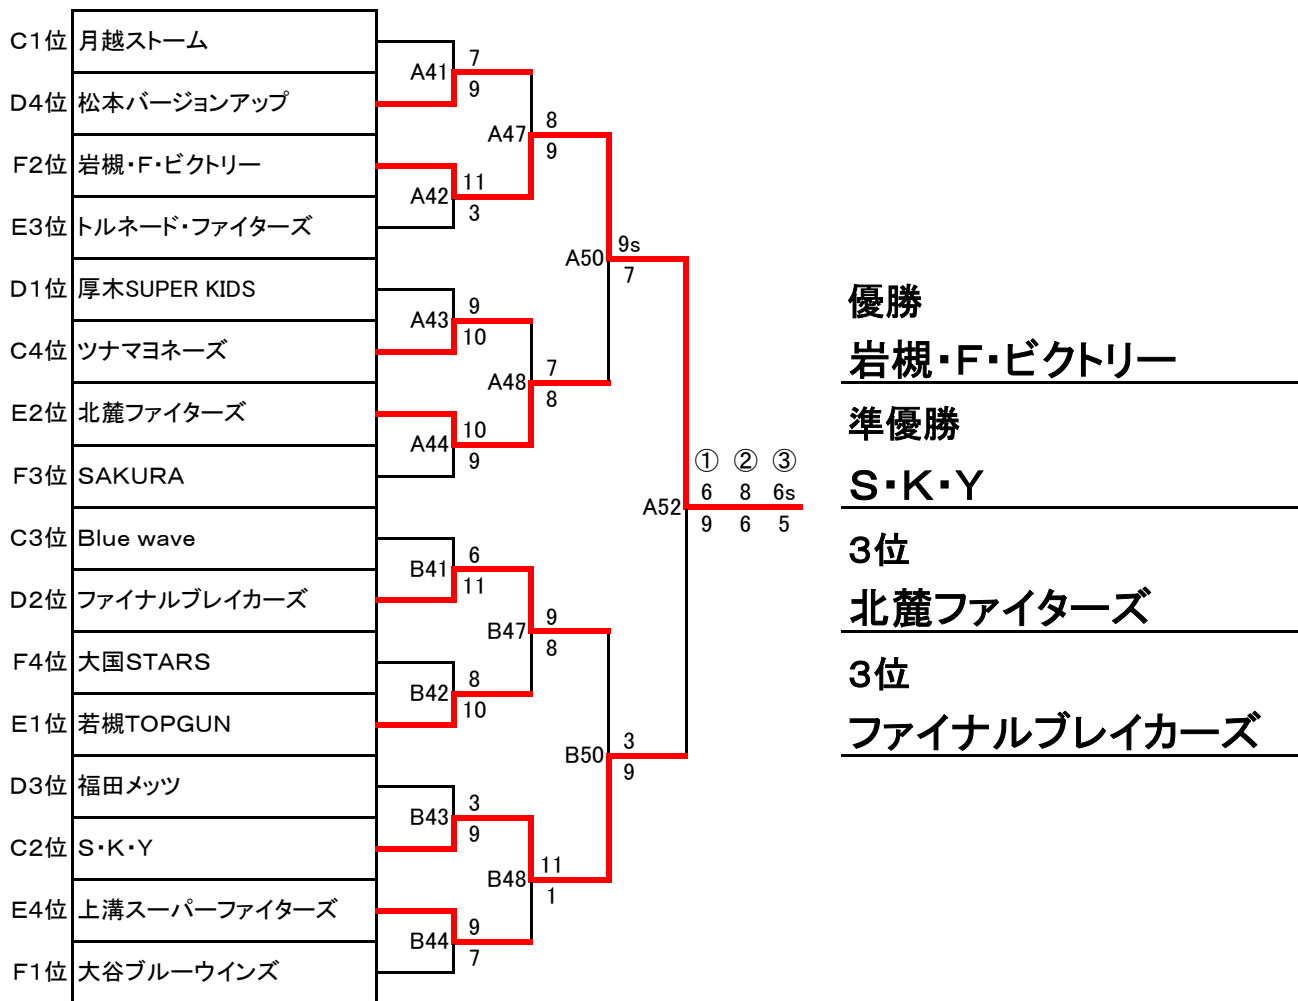 C1位 月越ストーム
A41 7
9
D4位 松本バージョンアップ
A47 8
9
F2位 岩槻・F・ビクトリー
A42 11
3
E3位 トルネード・ファイターズ
A50 9s
7
D1位 厚木SUPER KIDS
A43 9
10
C4位 ツナマヨネーズ
A48 7
8
E2位 北麓ファイターズ
A44 10
9
F3位 SAKURA
A52
① ② ③
6 8 6s
9 6 5
C3位 Blue wave
B41 6
11
D2位 ファイナルブレイカーズ
B47 9
8
F4位 大国STARS
B42 8
10
E1位 若槻TOPGUN
B50 3
9
D3位 福田メッツ
B43 3
9
C2位 S・K・Y
B48 11
1
E4位 上溝スーパーファイターズ
B44 9
7
F1位 大谷ブルーウインズ
優勝
岩槻・F・ビクトリー
準優勝
S・K・Y
3位
北麓ファイターズ
3位
ファイナルブレイカーズ